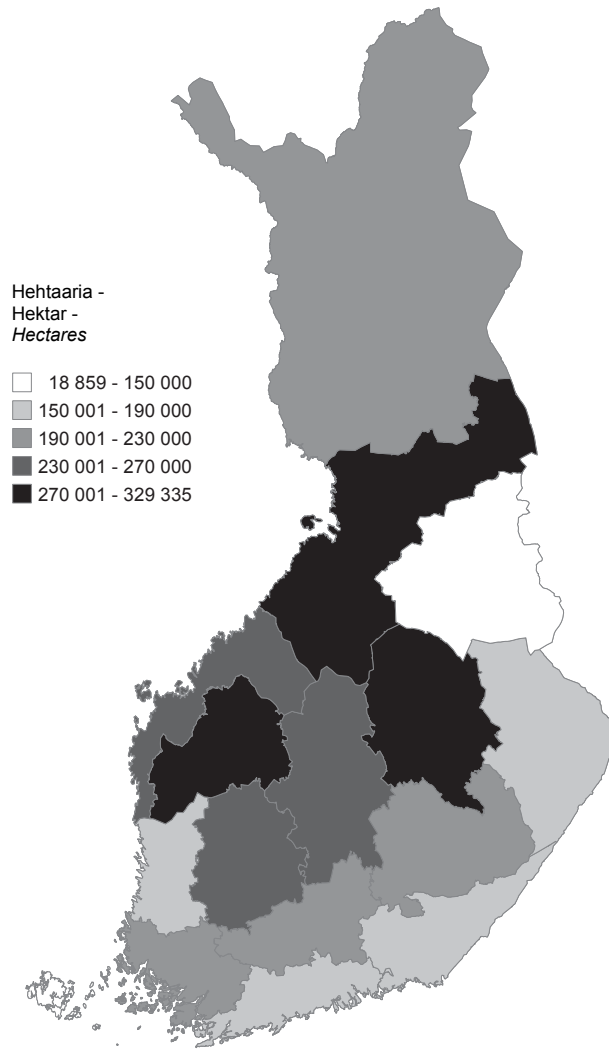 Hehtaaria -
Hektar -
Hectares
18 859 - 150 000
150 001 - 190 000
190 001 - 230 000
230 001 - 270 000
270 001 - 329 335